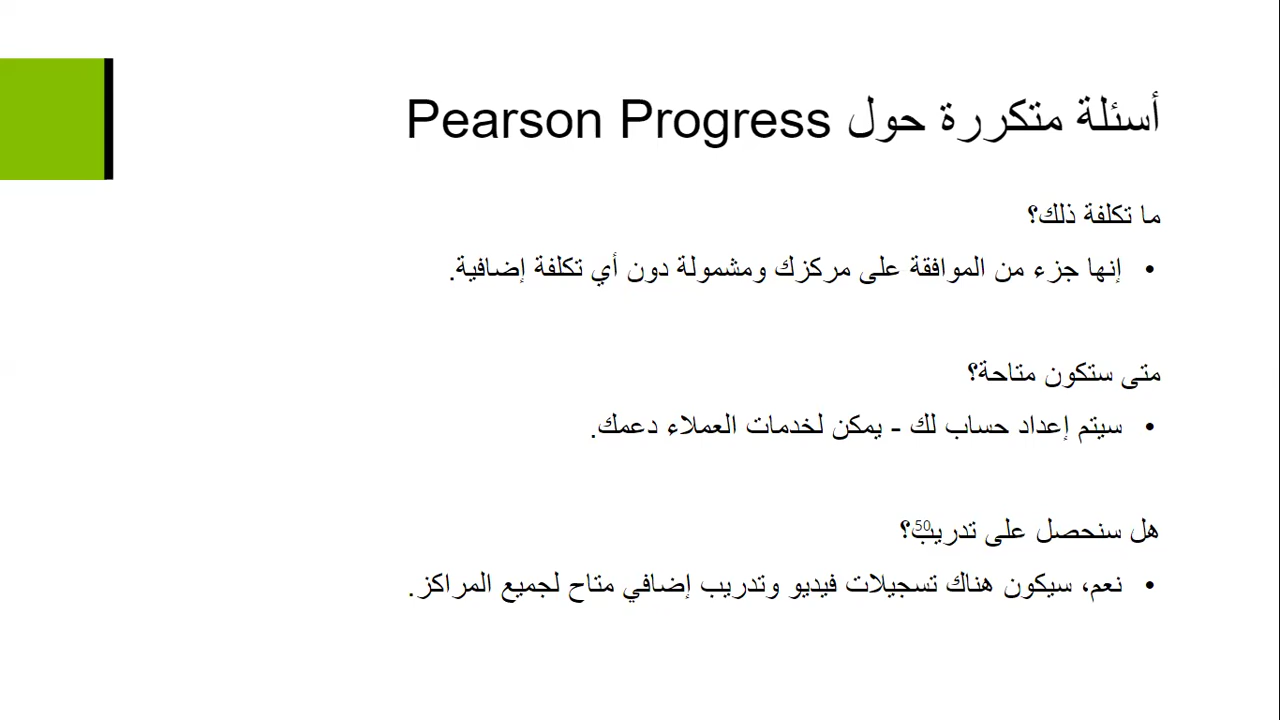 أسئلة متكررة حول Pearson Progress
ما تكلفة ذلك؟
• إنها جزء من الموافقة على مركزك ومشمولة دون أي تكلفة إضافية.
متى ستكون متاحة؟
• سيتم إعداد حساب لك - يمكن لخدمات العملاء دعمك.
هل سنحصل على تدريب؟
50
• نعم، سيكون هناك تسجيلات فيديو وتدريب إضافي متاح لجميع المراكز.